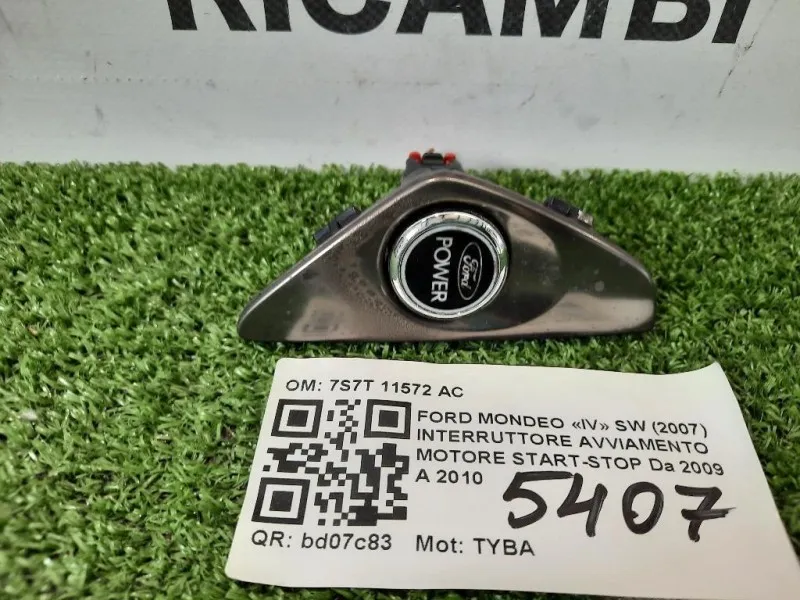 RICAMBI
Ford
POWER
OM: 7S7T 11572 AC
FORD MONDEO «IV» SW (2007)
INTERRUTTORE AVVIAMENTO
MOTORE START-STOP Da 2009
A 2010
5407
QR: bd07c83 Mot: TYBA